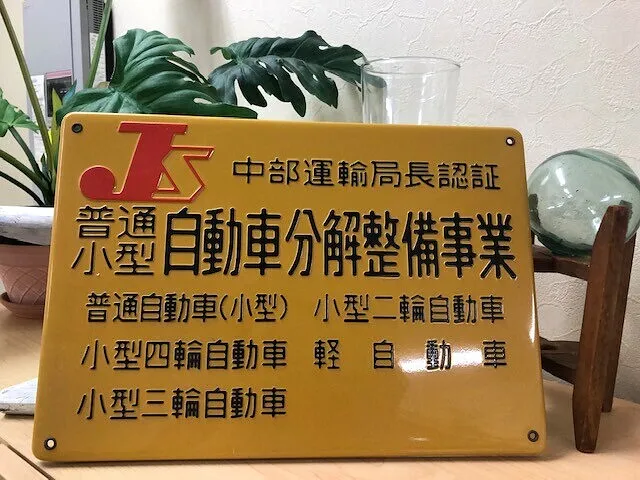 JS 中部運輸局長認証
普通
小型 自動車分解整備事業
普通自動車(小型) 小型二輪自動車
小型四輪自動車 軽自動車
小型三輪自動車